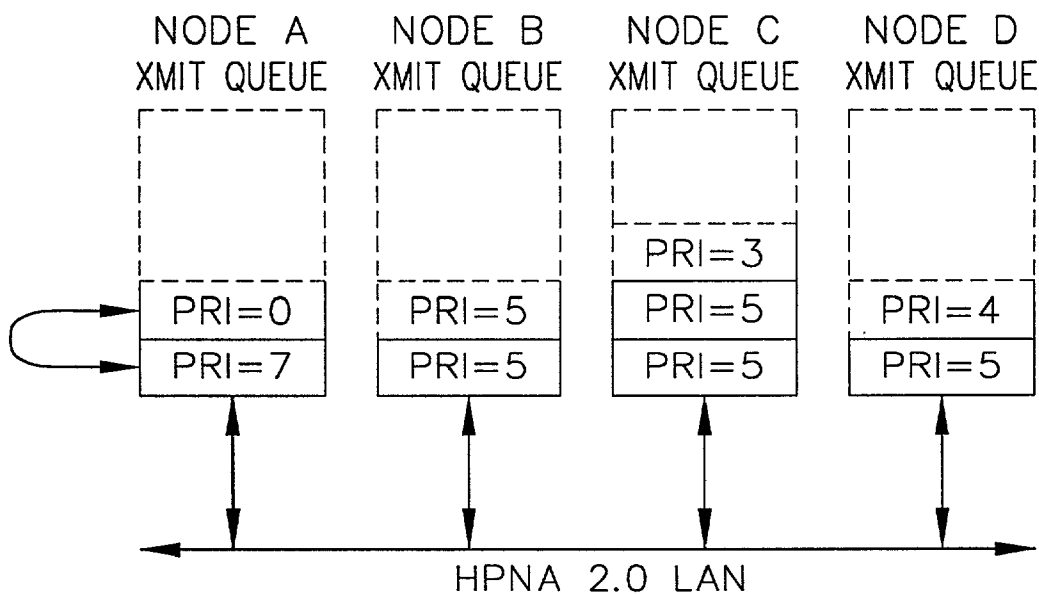 NODE A NODE B NODE C NODE D
XMIT QUEUE XMIT QUEUE XMIT QUEUE XMIT QUEUE
PRI=3
PRI=0 PRI=5 PRI=5 PRI=4
PRI=7 PRI=5 PRI=5 PRI=5
HPNA 2.0 LAN